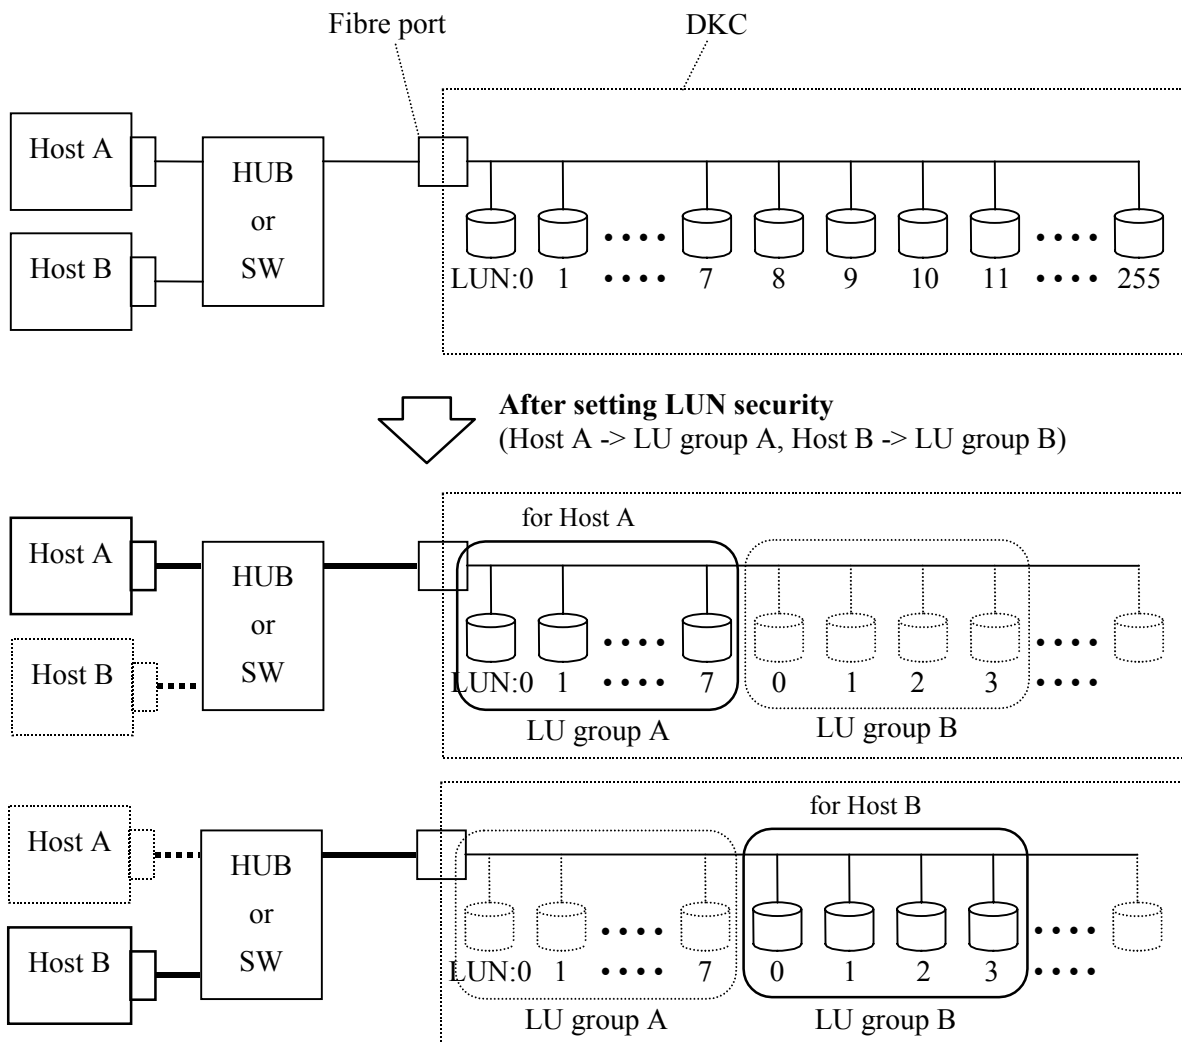 Fibre port DKC
Host A
HUB
or
SW
Host B
LUN:0 1 •••• 7 8 9 10 11 •••• 255
After setting LUN security
(Host A -> LU group A, Host B -> LU group B)
for Host A
Host A
HUB
or
SW
Host B
LUN:0 1 •••• 7 0 1 2 3 ••••
LU group A LU group B
for Host B
Host A
HUB
or
SW
Host B
LUN:0 1 •••• 7 0 1 2 3 ••••
LU group A LU group B